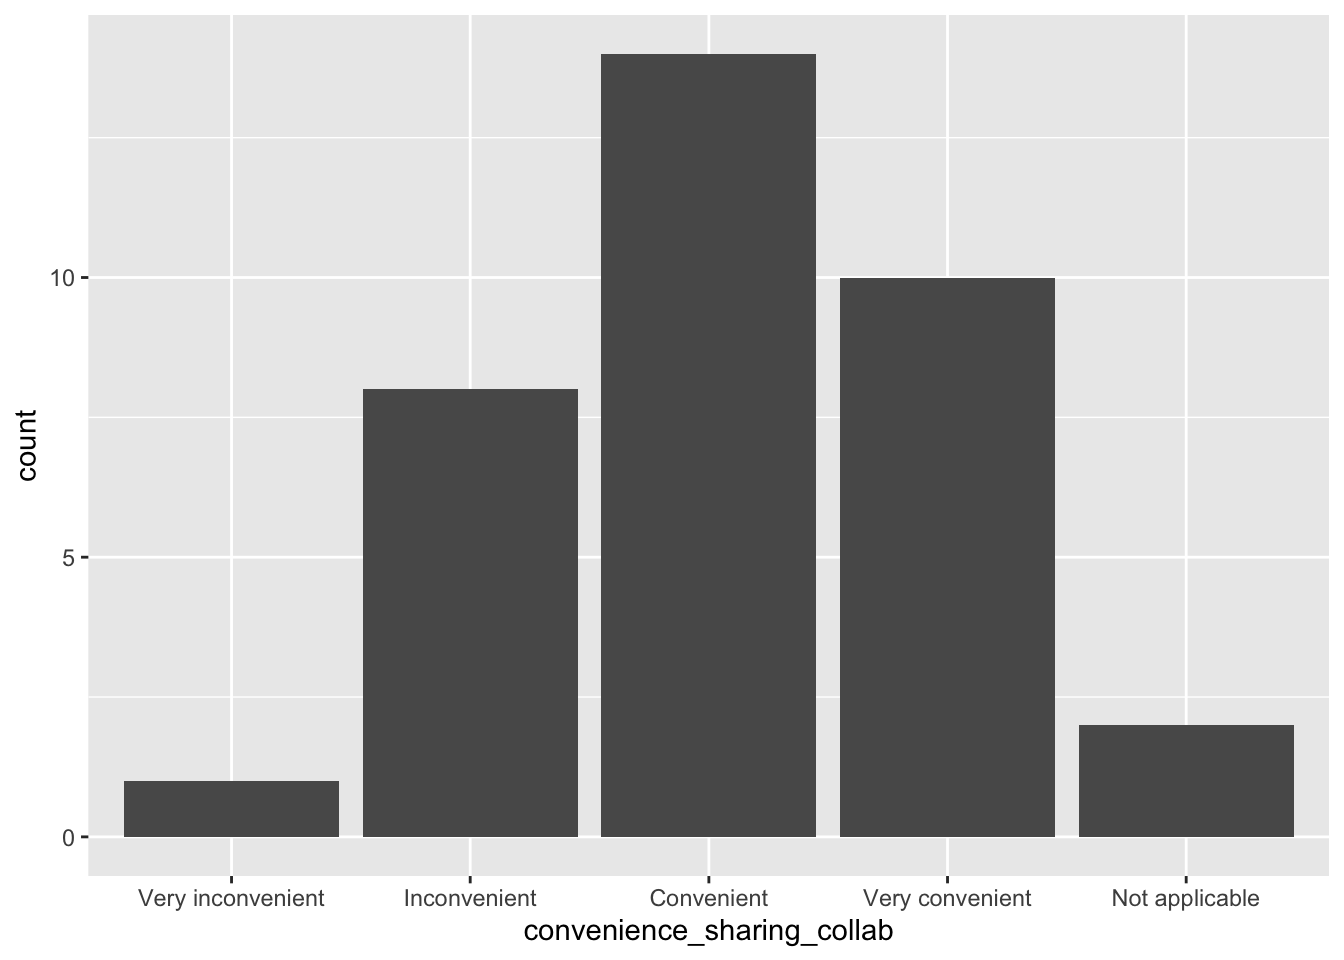 count
10
5
0
Very inconvenient Inconvenient Convenient Very convenient Not applicable
convenience_sharing_collab